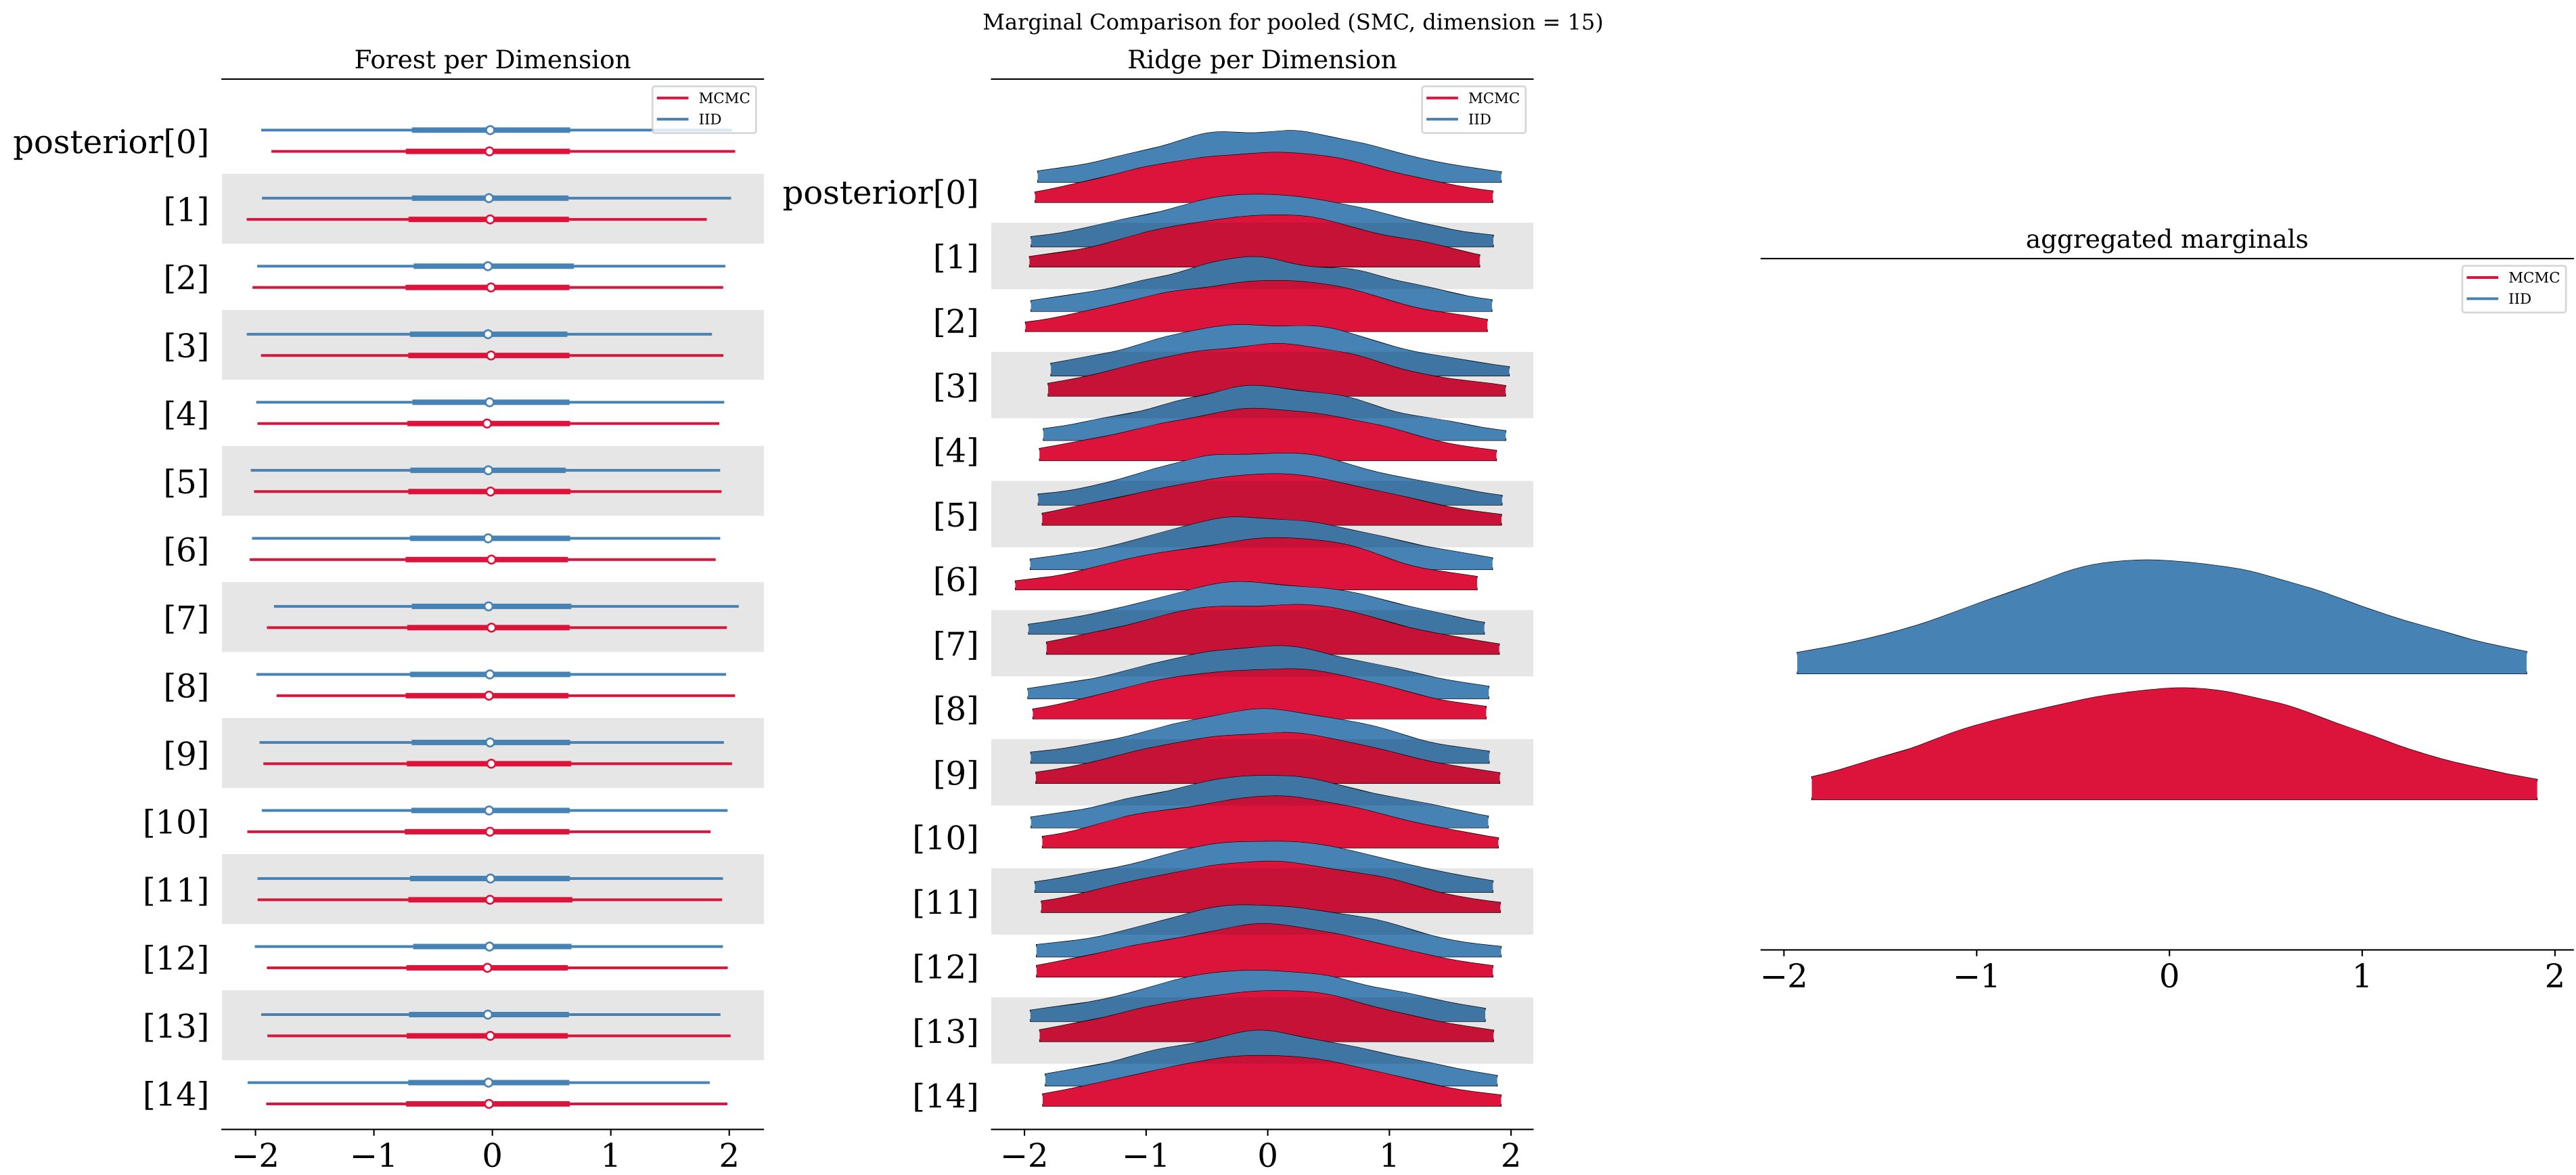 Marginal Comparison for pooled (SMC, dimension = 15)
Forest per Dimension
MCMC
IID
posterior[0]
[1]
[2]
[3]
[4]
[5]
[6]
[7]
[8]
[9]
[10]
[11]
[12]
[13]
[14]
−2 −1 0 1 2
Ridge per Dimension
MCMC
IID
posterior[0]
[1]
[2]
[3]
[4]
[5]
[6]
[7]
[8]
[9]
[10]
[11]
[12]
[13]
[14]
−2 −1 0 1 2
aggregated marginals
MCMC
IID
−2 −1 0 1 2